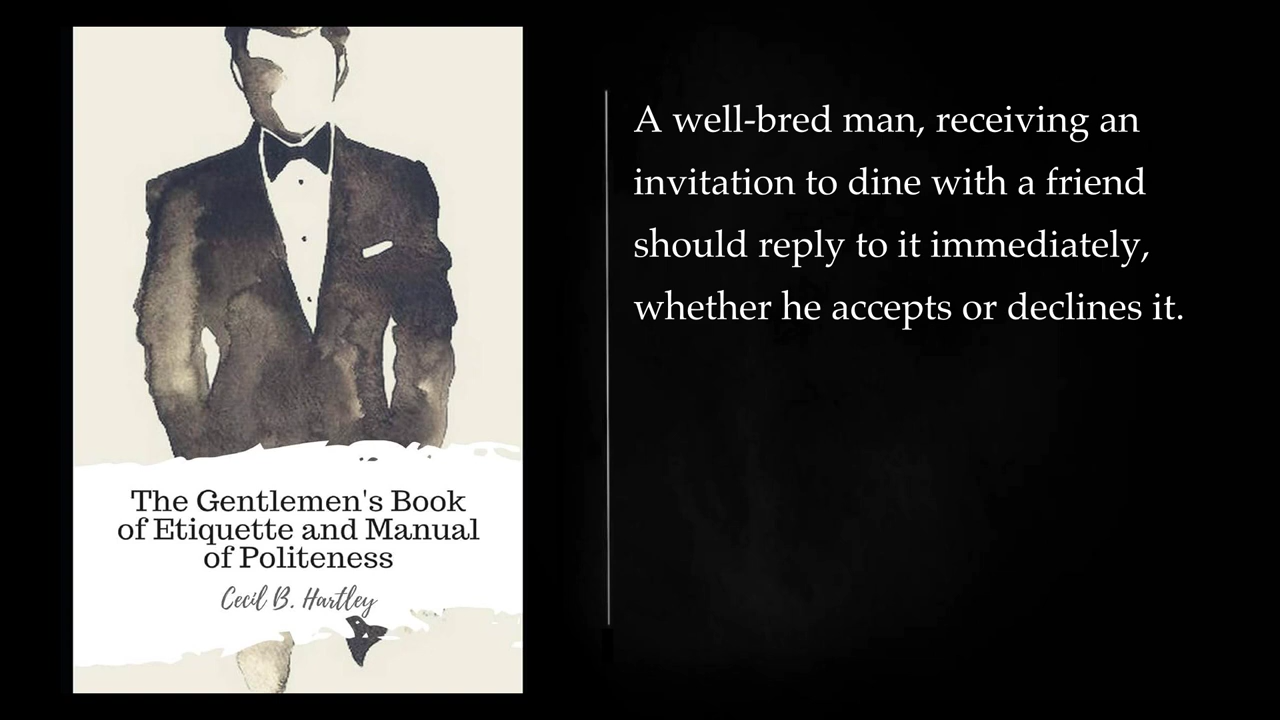 The Gentlemen's Book
of Etiquette and Manual
of Politeness
Cecil B. Hartley
A well-bred man, receiving an
invitation to dine with a friend
should reply to it immediately,
whether he accepts or declines it.